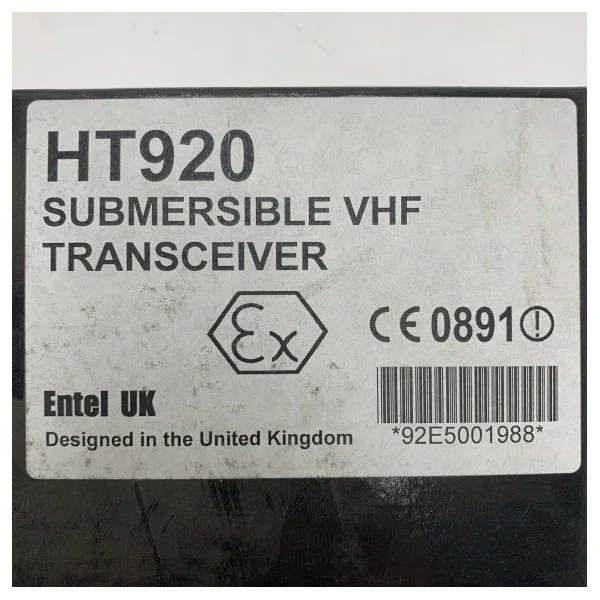 HT920
SUBMERSIBLE VHF
TRANSCEIVER
Ex
CE 0891
Entel UK
Designed in the United Kingdom
*92E5001988*